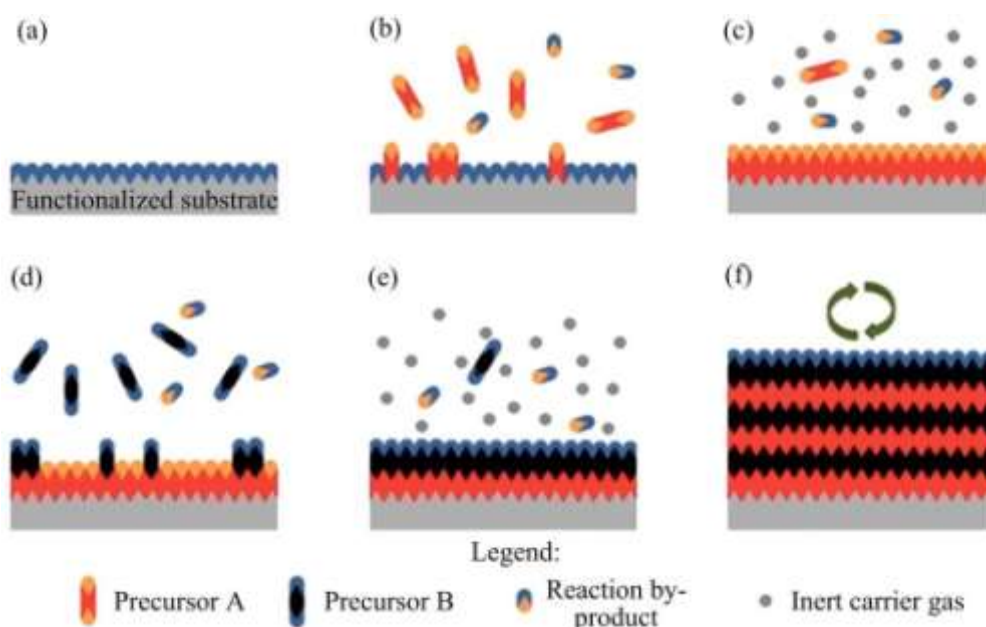 (a)
(b)
(c)
Functionalized substrate
(d)
(e)
(f)
Legend:
Precursor A
Precursor B
Reaction by-
product
Inert carrier gas